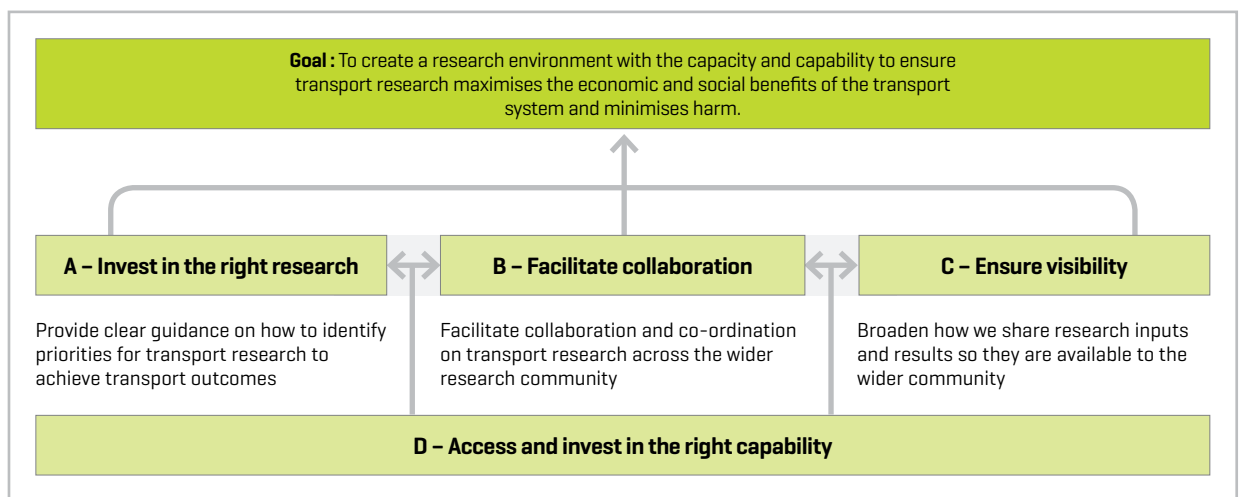 Goal : To create a research environment with the capacity and capability to ensure
transport research maximises the economic and social benefits of the transport
system and minimises harm.
A – Invest in the right research
B – Facilitate collaboration
C – Ensure visibility
Provide clear guidance on how to identify
priorities for transport research to
achieve transport outcomes
Facilitate collaboration and co-ordination
on transport research across the wider
research community
Broaden how we share research inputs
and results so they are available to the
wider community
D – Access and invest in the right capability